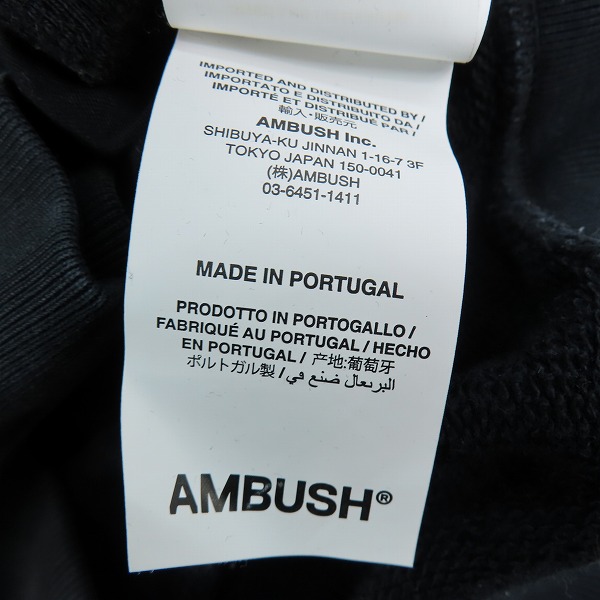 IMPORTED AND DISTRIBUTED BY/
IMPORTATO E DISTRIBUITO DA/
IMPORTÉ ET DISTRIBUÉ PAR/
輸入・販売元
AMBUSH Inc.
SHIBUYA-KU JINNAN 1-16-7 3F
TOKYO JAPAN 150-0041
(株)AMBUSH
03-6451-1411
MADE IN PORTUGAL
PRODOTTO IN PORTOGALLO /
FABRIQUÉ AU PORTUGAL / HECHO
EN PORTUGAL / 产地:葡萄牙
ポルトガル製 / البرتغال صُنع في
AMBUSH®